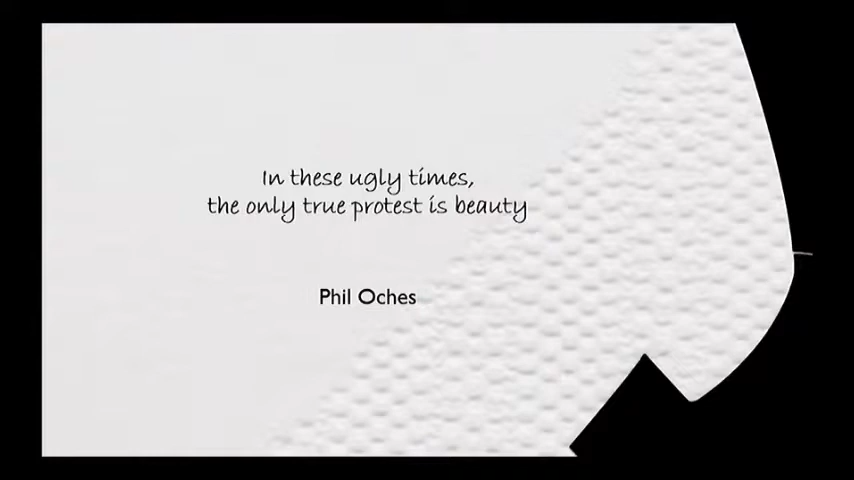 In these ugly times,
the only true protest is beauty
Phil Oches